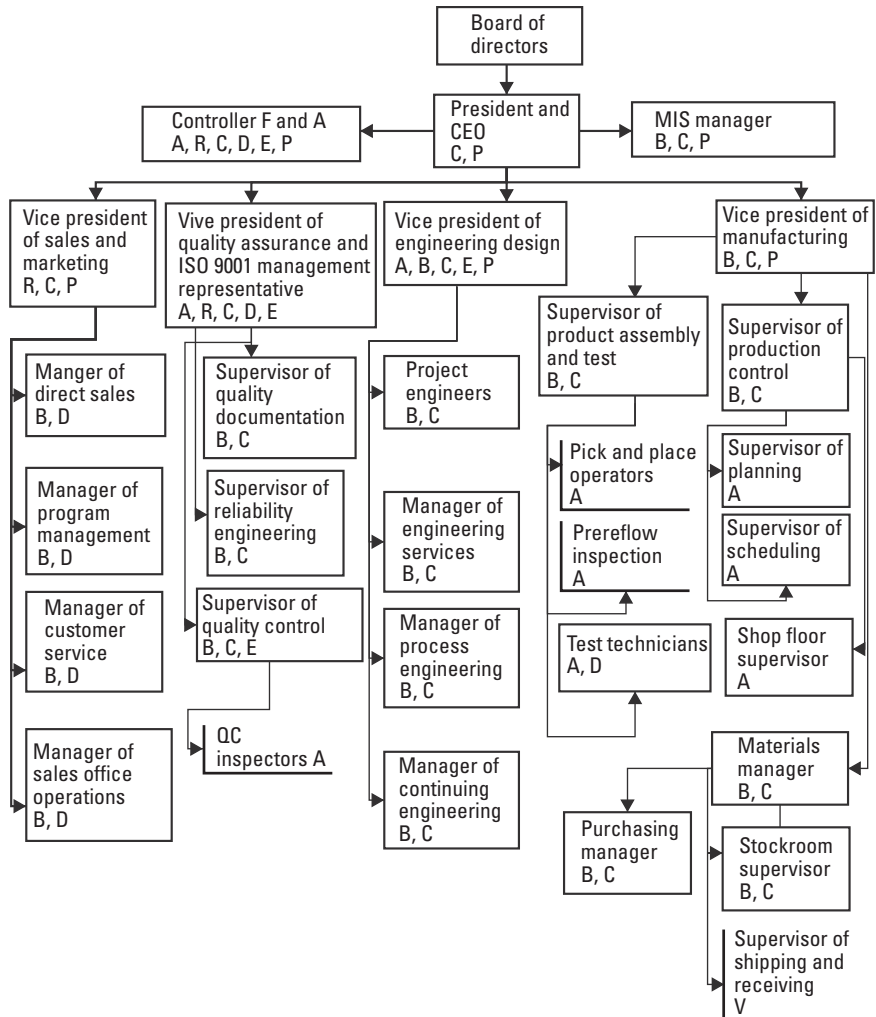 Board of
directors
President and
CEO
C, P
Controller F and A
A, R, C, D, E, P
MIS manager
B, C, P
Vice president
of sales and
marketing
R, C, P
Vive president of
quality assurance and
ISO 9001 management
representative
A, R, C, D, E
Vice president of
engineering design
A, B, C, E, P
Vice president of
manufacturing
B, C, P
Manger of
direct sales
B, D
Manager of
program
management
B, D
Manager of
customer
service
B, D
Manager of
sales office
operations
B, D
Supervisor of
quality
documentation
B, C
Supervisor of
reliability
engineering
B, C
Supervisor of
quality control
B, C, E
QC
inspectors A
Project
engineers
B, C
Manager of
engineering
services
B, C
Manager of
process
engineering
B, C
Manager of
continuing
engineering
B, C
Supervisor of
product assembly
and test
B, C
Pick and place
operators
A
Prereflow
inspection
A
Test technicians
A, D
Supervisor of
production
control
B, C
Supervisor of
planning
A
Supervisor of
scheduling
A
Shop floor
supervisor
A
Materials
manager
B, C
Purchasing
manager
B, C
Stockroom
supervisor
B, C
Supervisor of
shipping and
receiving
V